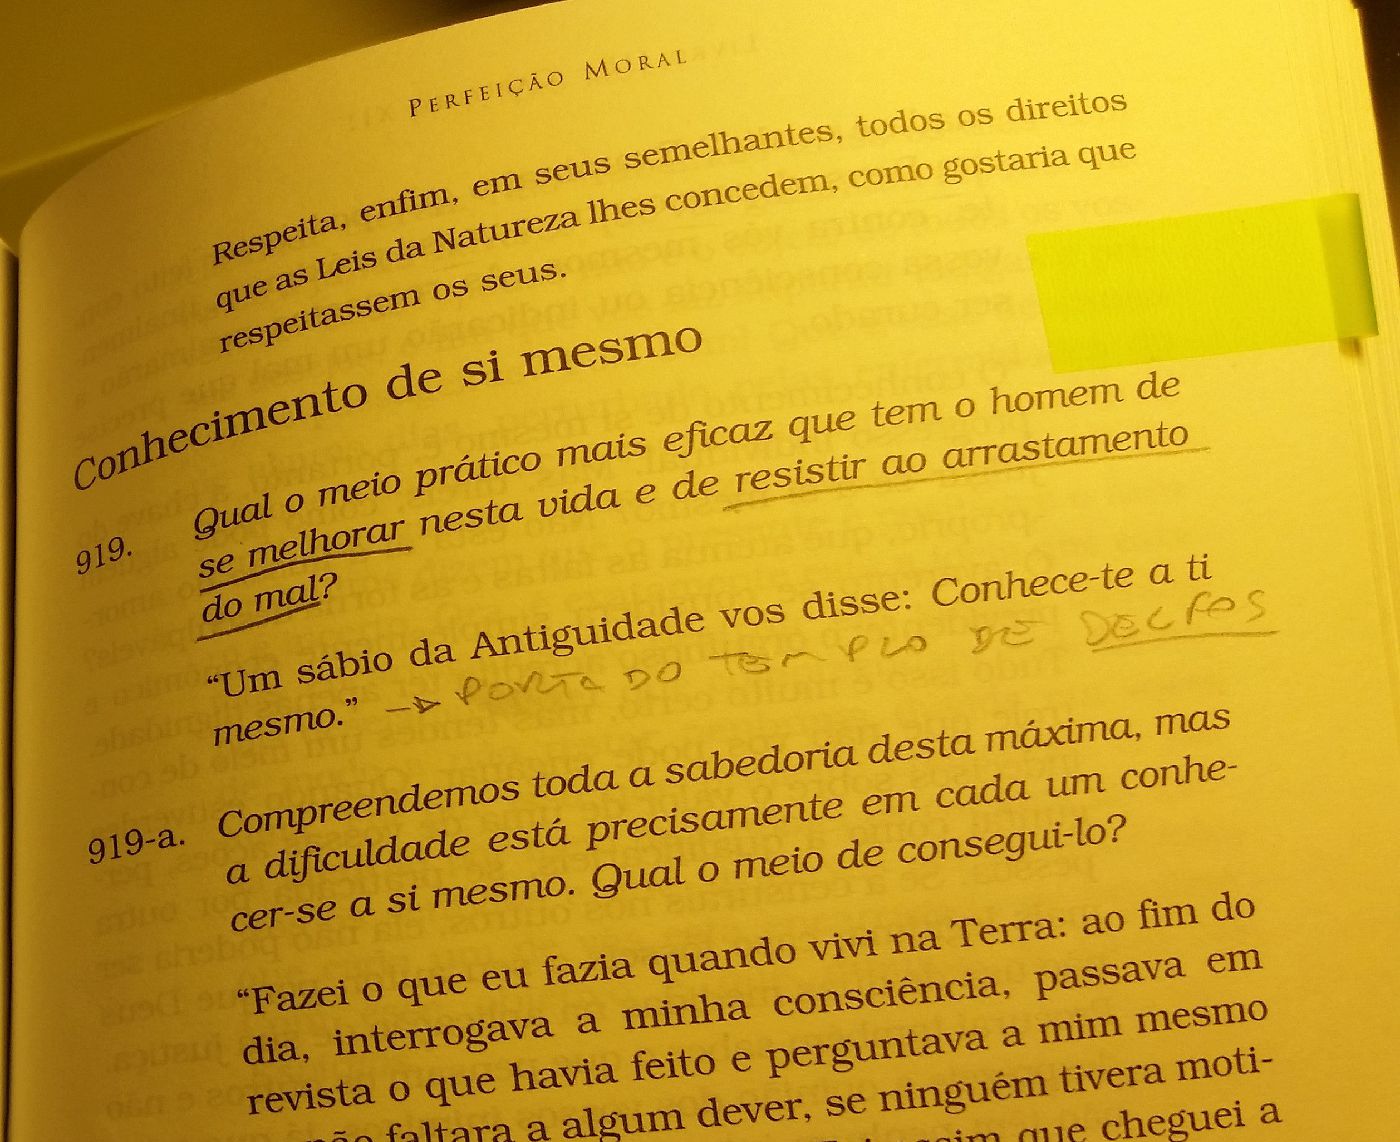 PERFEIÇÃO MORAL
Respeita, enfim, em seus semelhantes, todos os direitos
que as Leis da Natureza lhes concedem, como gostaria que
respeitassem os seus.
Conhecimento de si mesmo
919. Qual o meio prático mais eficaz que tem o homem de
se melhorar nesta vida e de resistir ao arrastamento
do mal?
“Um sábio da Antiguidade vos disse: Conhece-te a ti
mesmo.” → PORTA DO TEMPLO DE DELFOS
919-a. Compreendemos toda a sabedoria desta máxima, mas
a dificuldade está precisamente em cada um conhe-
cer-se a si mesmo. Qual o meio de consegui-lo?
“Fazei o que eu fazia quando vivi na Terra: ao fim do
dia, interrogava a minha consciência, passava em
revista o que havia feito e perguntava a mim mesmo
não faltara a algum dever, se ninguém tivera moti-
que cheguei a